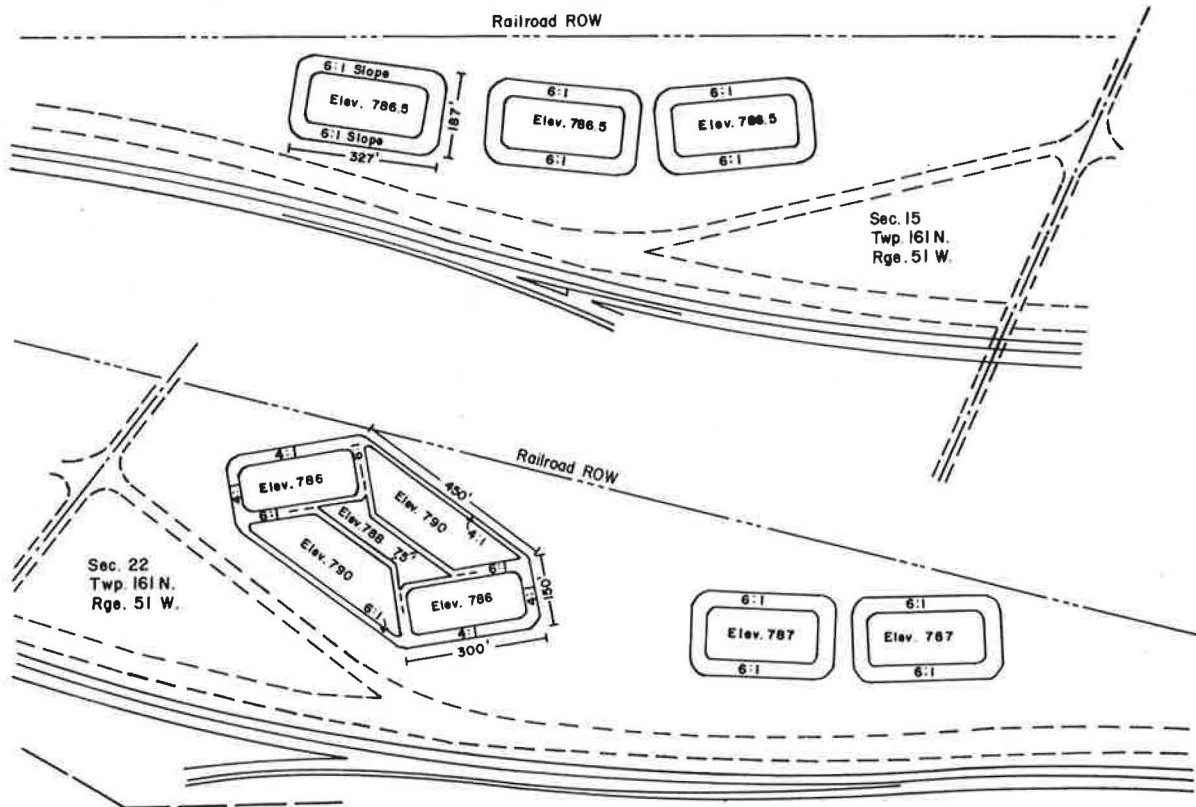 Railroad ROW
6:1 Slope
Elev. 786.5
6:1 Slope
187'
327'
6:1
Elev. 786.5
6:1
6:1
Elev. 786.5
6:1
Sec. 15
Twp. 161 N.
Rge. 51 W.
Railroad ROW
4:1
Elev. 786
4:1
6:1
6:1
450'
Elev. 790
4:1
Elev. 788
75'
Elev. 790
6:1
6:1
Elev. 786
4:1
4:1
150'
300'
Sec. 22
Twp. 161 N.
Rge. 51 W.
6:1
Elev. 787
6:1
6:1
Elev. 787
6:1